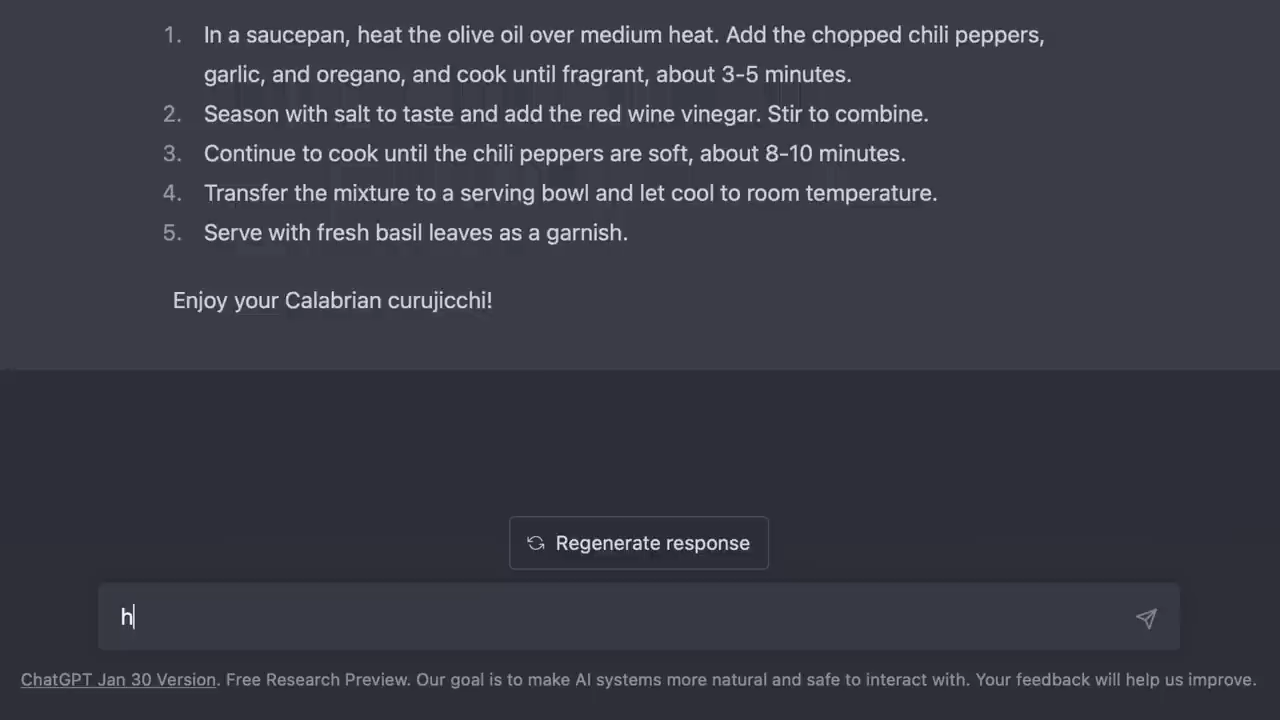 1. In a saucepan, heat the olive oil over medium heat. Add the chopped chili peppers,
garlic, and oregano, and cook until fragrant, about 3-5 minutes.
2. Season with salt to taste and add the red wine vinegar. Stir to combine.
3. Continue to cook until the chili peppers are soft, about 8-10 minutes.
4. Transfer the mixture to a serving bowl and let cool to room temperature.
5. Serve with fresh basil leaves as a garnish.
Enjoy your Calabrian curujicchi!
Regenerate response
h
ChatGPT Jan 30 Version. Free Research Preview. Our goal is to make AI systems more natural and safe to interact with. Your feedback will help us improve.